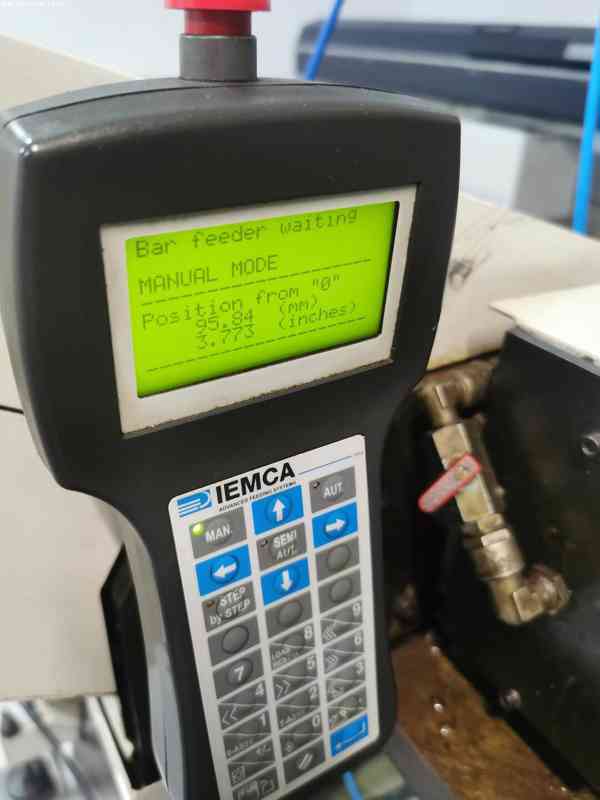 Bar feeder waiting
MANUAL MODE
Position from "0"
95.84 (mm)
3.773 (inches)
IEMCA
ADVANCED FEEDING SYSTEMS
MAN.
AUT.
SEMI
AUT.
STEP
by STEP
7
8
9
4
5
6
1
2
3
0